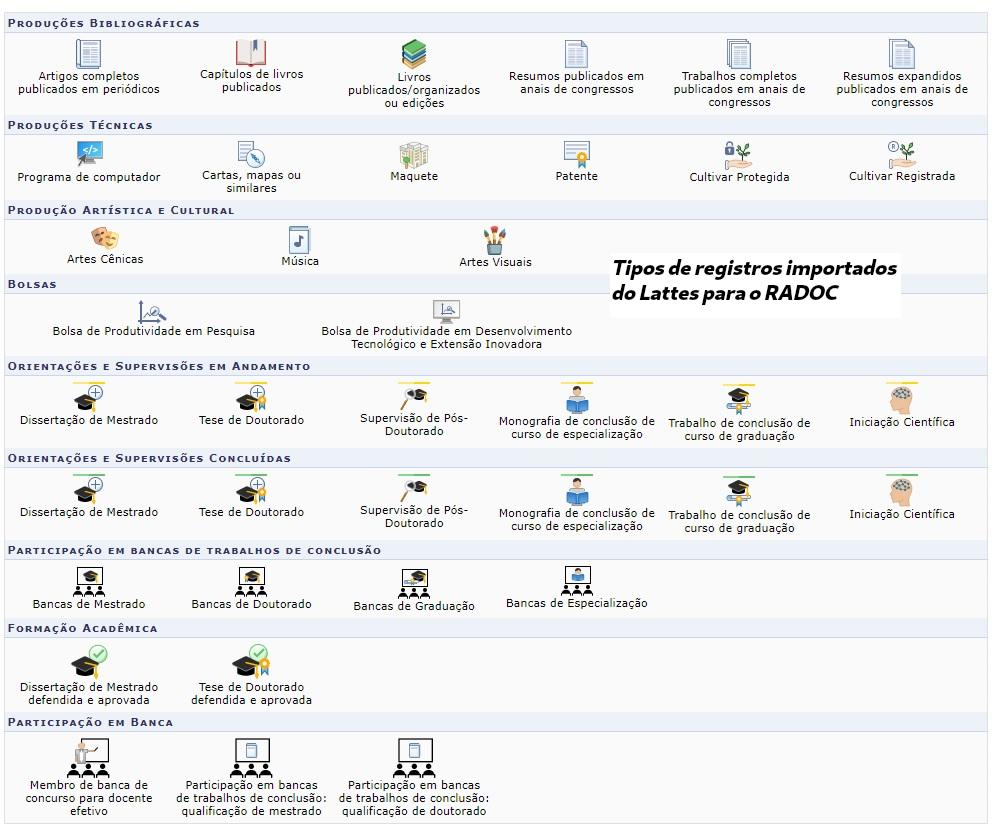 Produções Bibliográficas
Artigos completos
publicados em periódicos
Capítulos de livros
publicados
Livros
publicados/organizados
ou edições
Resumos publicados em
anais de congressos
Trabalhos completos
publicados em anais de
congressos
Resumos expandidos
publicados em anais de
congressos
Produções Técnicas
Programa de computador
Cartas, mapas ou
similares
Maquete
Patente
Cultivar Protegida
Cultivar Registrada
Produção Artística e Cultural
Artes Cênicas
Música
Artes Visuais
Tipos de registros importados
do Lattes para o RADOC
Bolsas
Bolsa de Produtividade em Pesquisa
Bolsa de Produtividade em Desenvolvimento
Tecnológico e Extensão Inovadora
Orientações e Supervisões em Andamento
Dissertação de Mestrado
Tese de Doutorado
Supervisão de Pós-
Doutorado
Monografia de conclusão de
curso de especialização
Trabalho de conclusão de
curso de graduação
Iniciação Científica
Orientações e Supervisões Concluídas
Dissertação de Mestrado
Tese de Doutorado
Supervisão de Pós-
Doutorado
Monografia de conclusão de
curso de especialização
Trabalho de conclusão de
curso de graduação
Iniciação Científica
Participação em bancas de trabalhos de conclusão
Bancas de Mestrado
Bancas de Doutorado
Bancas de Graduação
Bancas de Especialização
Formação Acadêmica
Dissertação de Mestrado
defendida e aprovada
Tese de Doutorado
defendida e aprovada
Participação em Banca
Membro de banca de
concurso para docente
efetivo
Participação em bancas
de trabalhos de conclusão:
qualificação de mestrado
Participação em bancas
de trabalhos de conclusão:
qualificação de doutorado